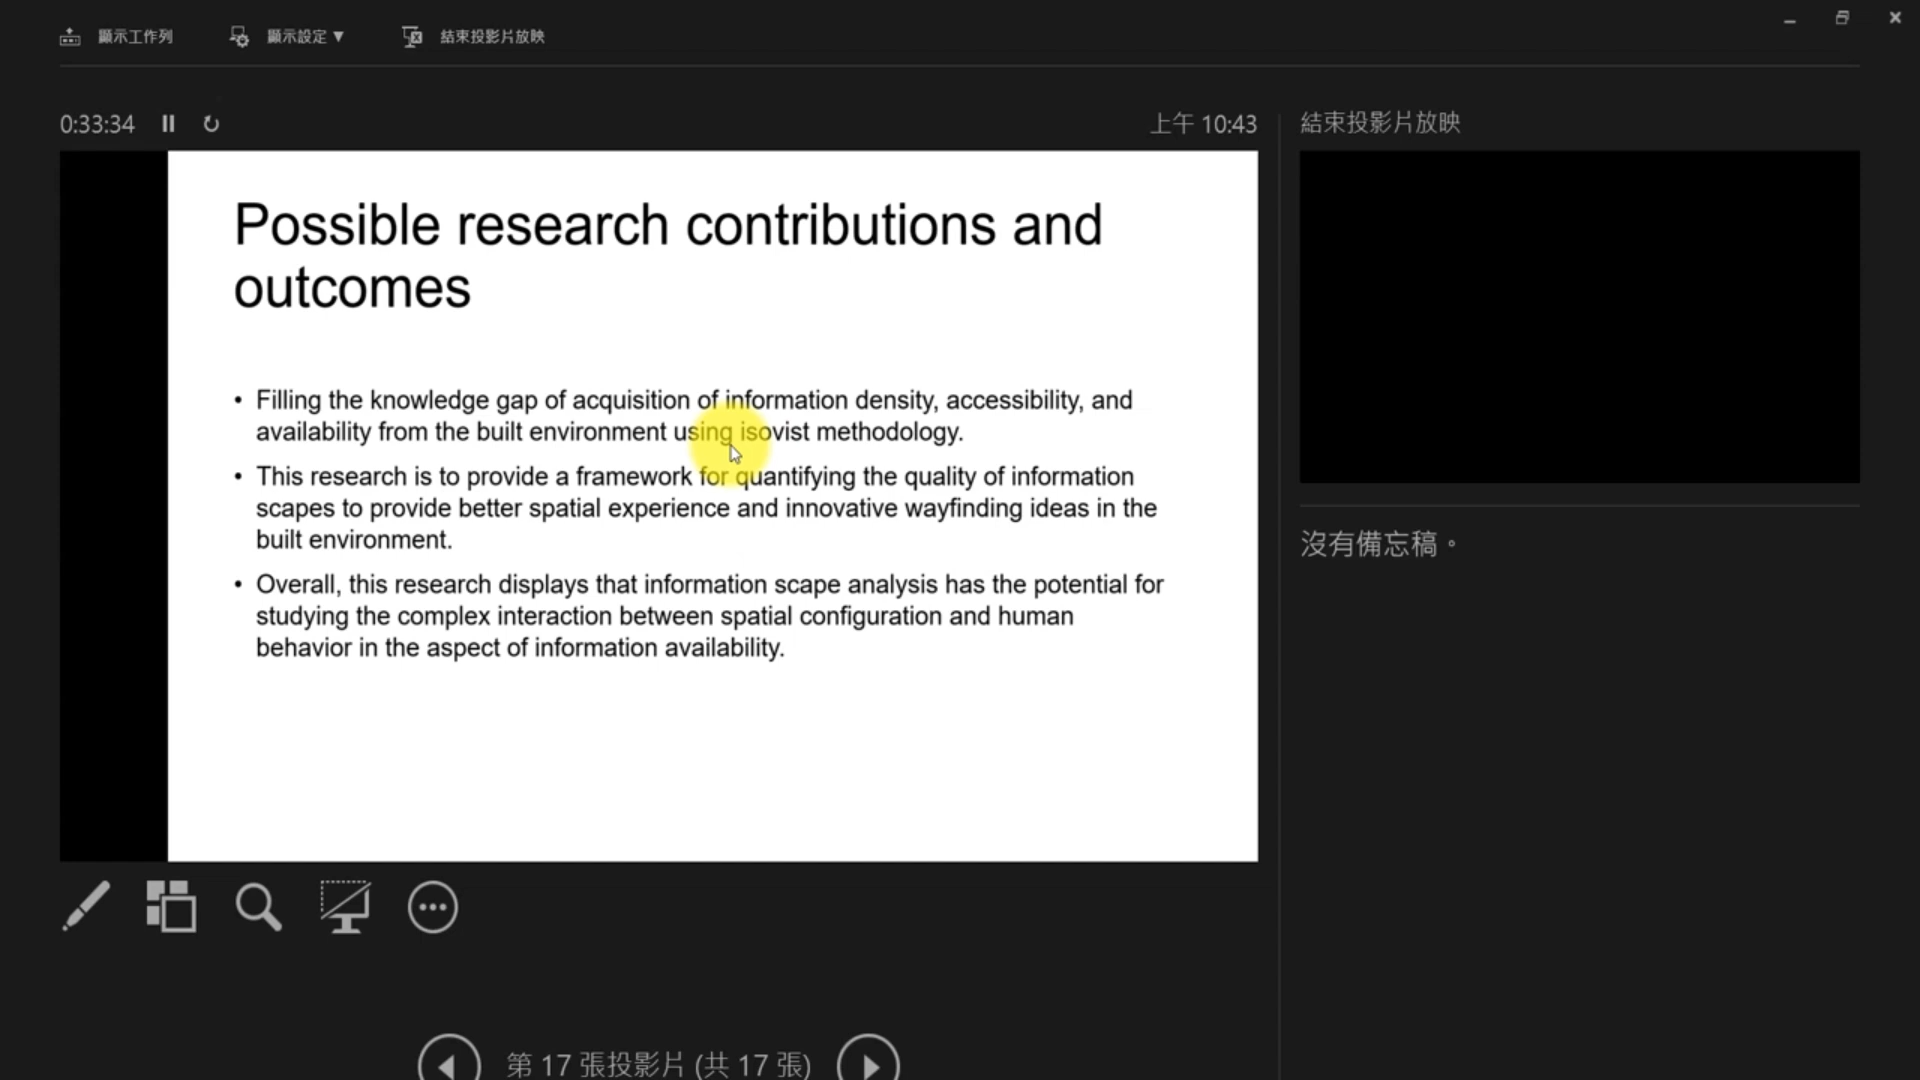 顯示工作列 顯示設定 ▼ 結束投影片放映
0:33:34 上午 10:43
Possible research contributions and
outcomes
• Filling the knowledge gap of acquisition of information density, accessibility, and
availability from the built environment using isovist methodology.
• This research is to provide a framework for quantifying the quality of information
scapes to provide better spatial experience and innovative wayfinding ideas in the
built environment.
• Overall, this research displays that information scape analysis has the potential for
studying the complex interaction between spatial configuration and human
behavior in the aspect of information availability.
結束投影片放映
沒有備忘稿。
第 17 張投影片 (共 17 張)